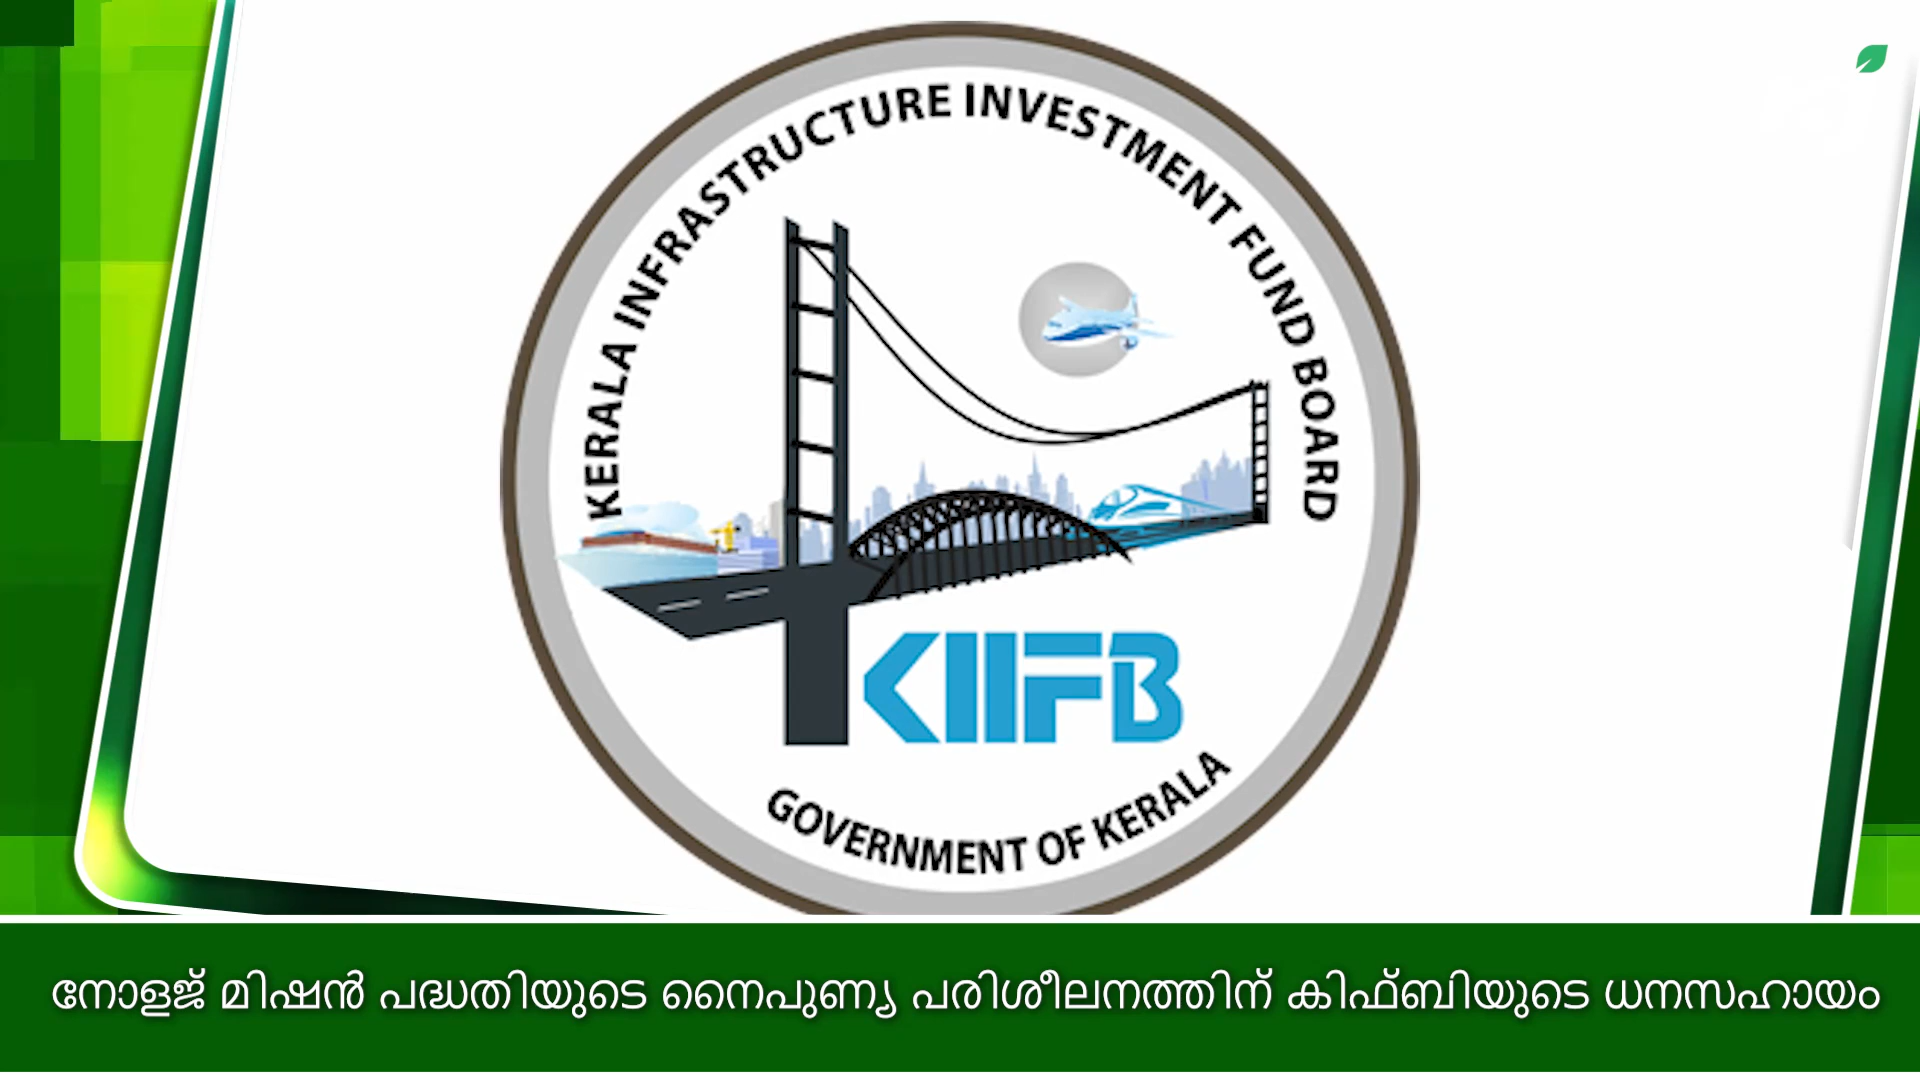 KERALA INFRASTRUCTURE INVESTMENT FUND BOARD
KIIFB
GOVERNMENT OF KERALA
നോളജ് മിഷൻ പദ്ധതിയുടെ നൈപുണ്യ പരിശീലനത്തിന് കിഫ്ബിയുടെ ധനസഹായം